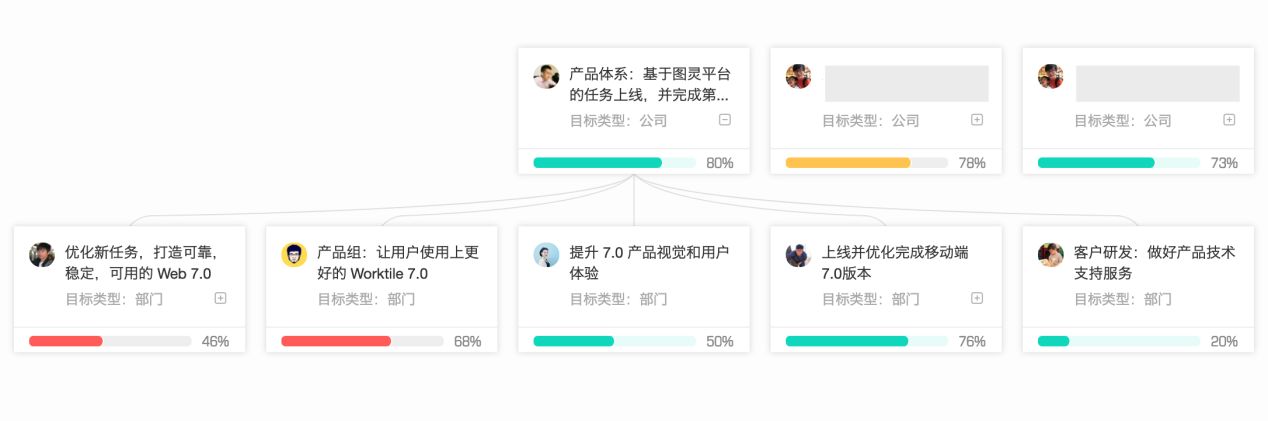 产品体系：基于图灵平台
的任务上线，并完成第...
目标类型：公司
80%
目标类型：公司
78%
目标类型：公司
73%
优化新任务，打造可靠，
稳定，可用的 Web 7.0
目标类型：部门
46%
产品组：让用户使用上更
好的 Worktile 7.0
目标类型：部门
68%
提升 7.0 产品视觉和用户
体验
目标类型：部门
50%
上线并优化完成移动端
7.0版本
目标类型：部门
76%
客户研发：做好产品技术
支持服务
目标类型：部门
20%